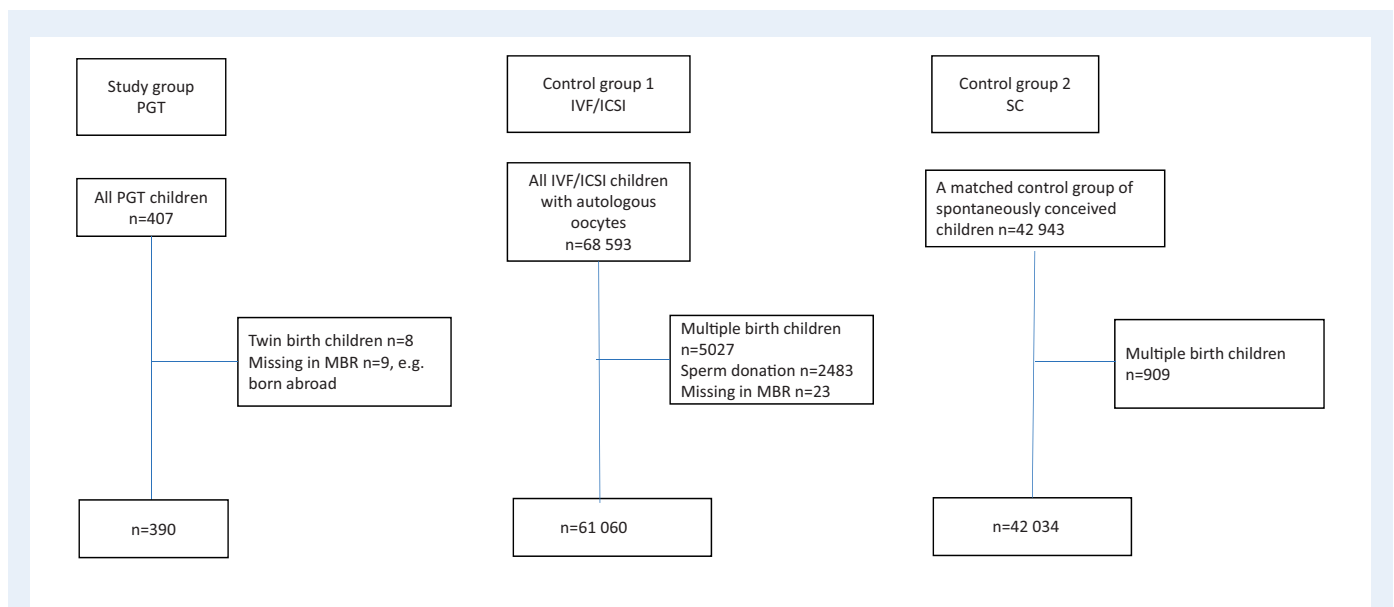 Study group
PGT
Control group 1
IVF/ICSI
Control group 2
SC
All PGT children
n=407
All IVF/ICSI children
with autologous
oocytes
n=68 593
A matched control group of
spontaneously conceived
children n=42 943
Twin birth children n=8
Missing in MBR n=9, e.g.
born abroad
Multiple birth children
n=5027
Sperm donation n=2483
Missing in MBR n=23
Multiple birth children
n=909
n=390
n=61 060
n=42 034